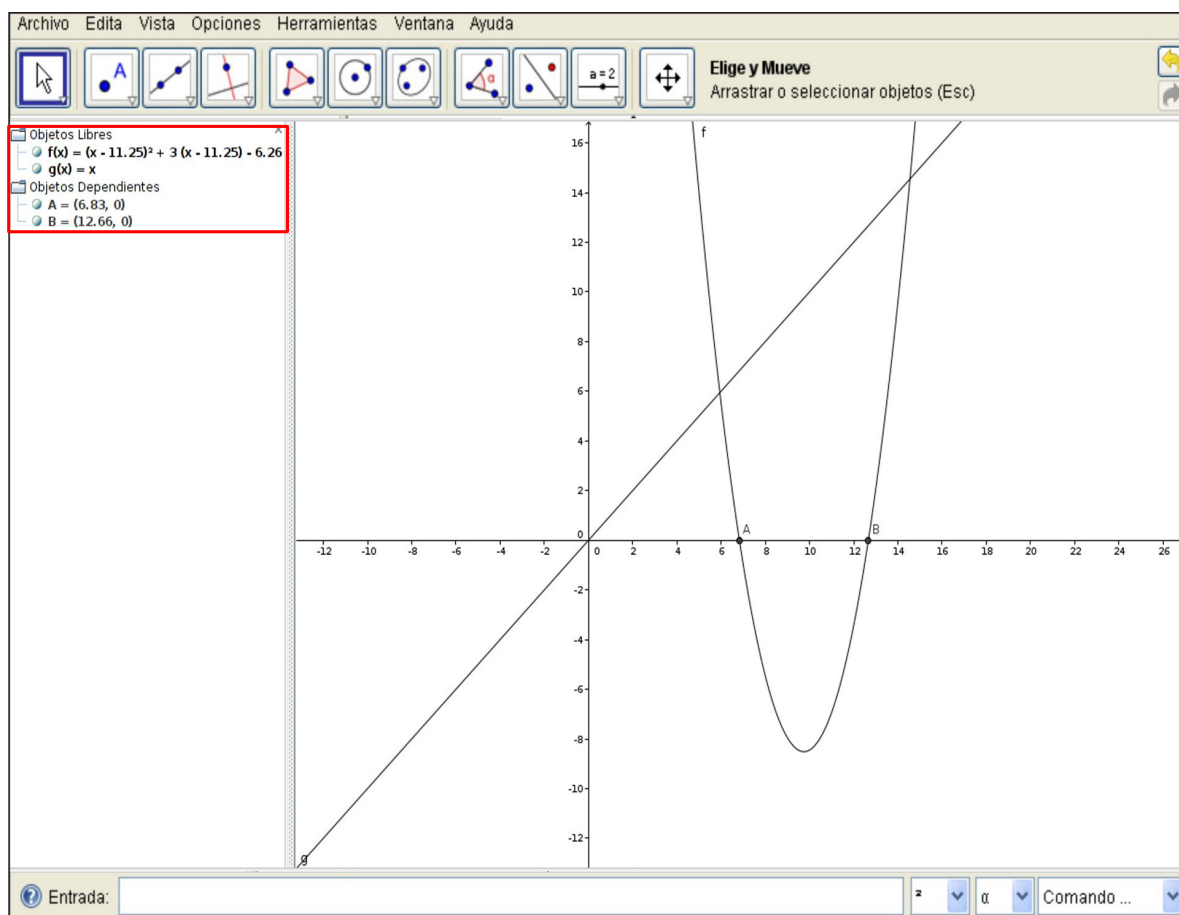 Archivo Edita Vista Opciones Herramientas Ventana Ayuda
A
α
a = 2
Elige y Mueve
Arrastrar o seleccionar objetos (Esc)
Objetos Libres
f(x) = (x - 11.25)² + 3 (x - 11.25) - 6.26
g(x) = x
Objetos Dependientes
A = (6.83, 0)
B = (12.66, 0)
f
16
14
12
10
8
6
4
2
A B
0
-12 -10 -8 -6 -4 -2 0 2 4 6 8 10 12 14 16 18 20 22 24 26
-2
-4
-6
-8
-10
-12
g
Entrada: ² α Comando ...